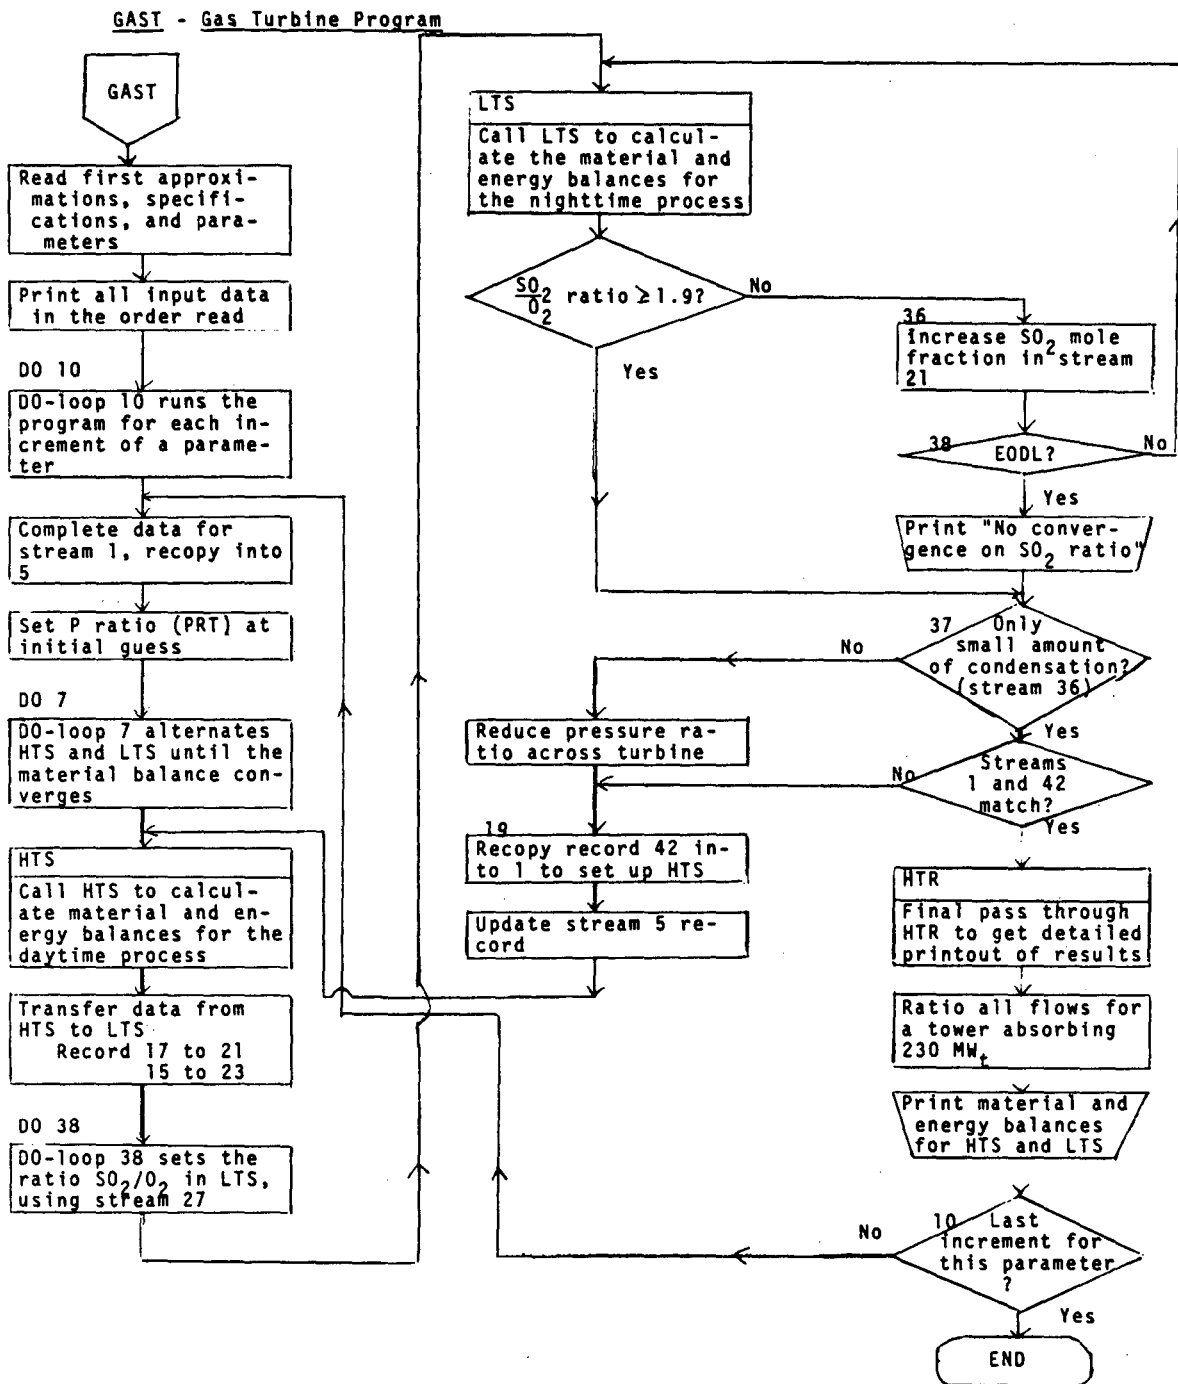 GAST - Gas Turbine Program
GAST
Read first approxi-
mations, specifi-
cations, and para-
meters
Print all input data
in the order read
DO 10
DO-loop 10 runs the
program for each in-
crement of a parame-
ter
Complete data for
stream 1, recopy into
5
Set P ratio (PRT) at
initial guess
DO 7
DO-loop 7 alternates
HTS and LTS until the
material balance con-
verges
HTS
Call HTS to calcul-
ate material and en-
ergy balances for the
daytime process
Transfer data from
HTS to LTS
Record 17 to 21
15 to 23
DO 38
DO-loop 38 sets the
ratio SO2/O2 in LTS,
using stream 27
LTS
Call LTS to calcul-
ate the material and
energy balances for
the nighttime process
SO2/O2 ratio ≥ 1.9?
No
Yes
36
Increase SO2 mole
fraction in stream
21
38
EODL?
No
Yes
Print "No conver-
gence on SO2 ratio"
37
Only
small amount
of condensation?
(stream 36)
No
Yes
Reduce pressure ra-
tio across turbine
Streams
1 and 42
match?
No
Yes
19
Recopy record 42 in-
to 1 to set up HTS
Update stream 5 re-
cord
HTR
Final pass through
HTR to get detailed
printout of results
Ratio all flows for
a tower absorbing
230 MWt
Print material and
energy balances
for HTS and LTS
10
Last
increment for
this parameter
?
No
Yes
END